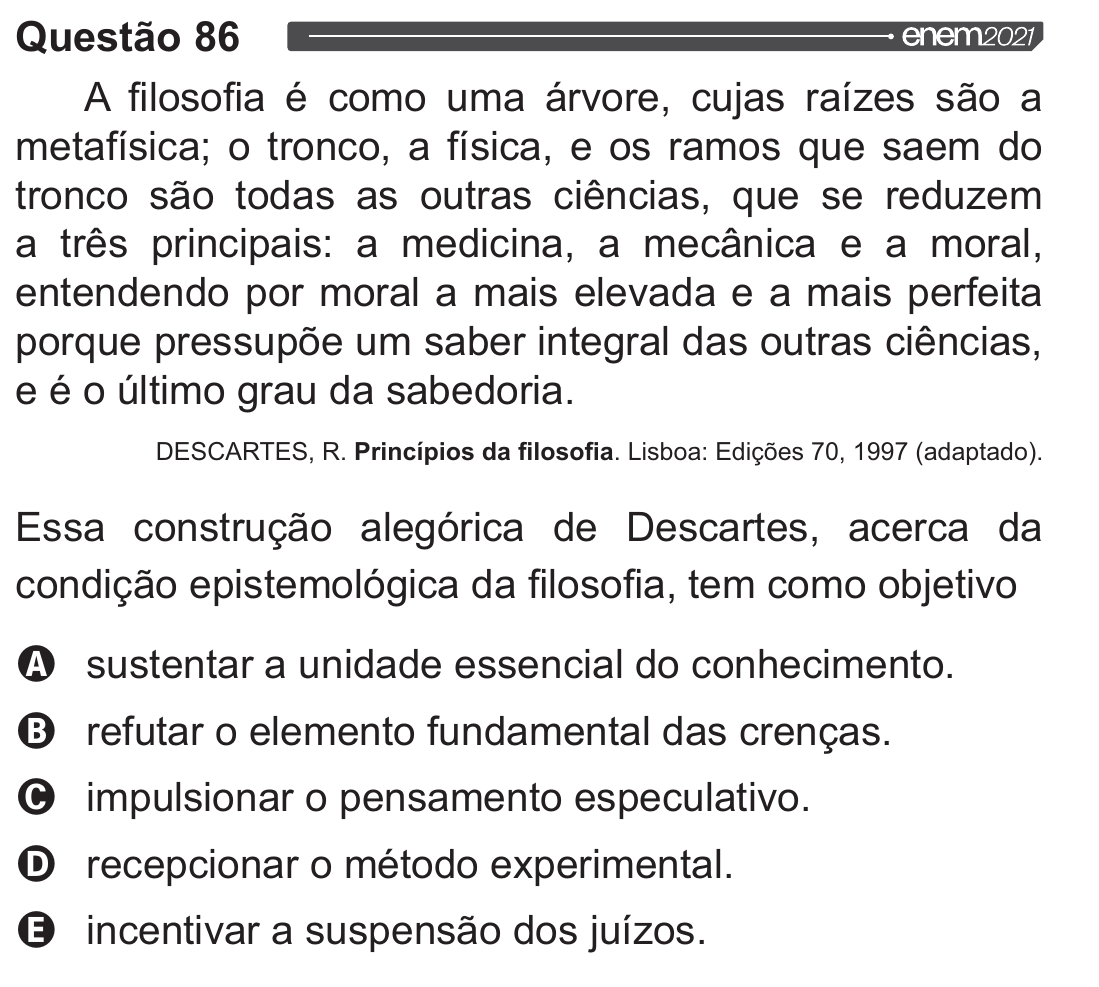 Questão 86
enem2021
A filosofia é como uma árvore, cujas raízes são a
metafísica; o tronco, a física, e os ramos que saem do
tronco são todas as outras ciências, que se reduzem
a três principais: a medicina, a mecânica e a moral,
entendendo por moral a mais elevada e a mais perfeita
porque pressupõe um saber integral das outras ciências,
e é o último grau da sabedoria.
DESCARTES, R. Princípios da filosofia. Lisboa: Edições 70, 1997 (adaptado).
Essa construção alegórica de Descartes, acerca da
condição epistemológica da filosofia, tem como objetivo
A sustentar a unidade essencial do conhecimento.
B refutar o elemento fundamental das crenças.
C impulsionar o pensamento especulativo.
D recepcionar o método experimental.
E incentivar a suspensão dos juízos.